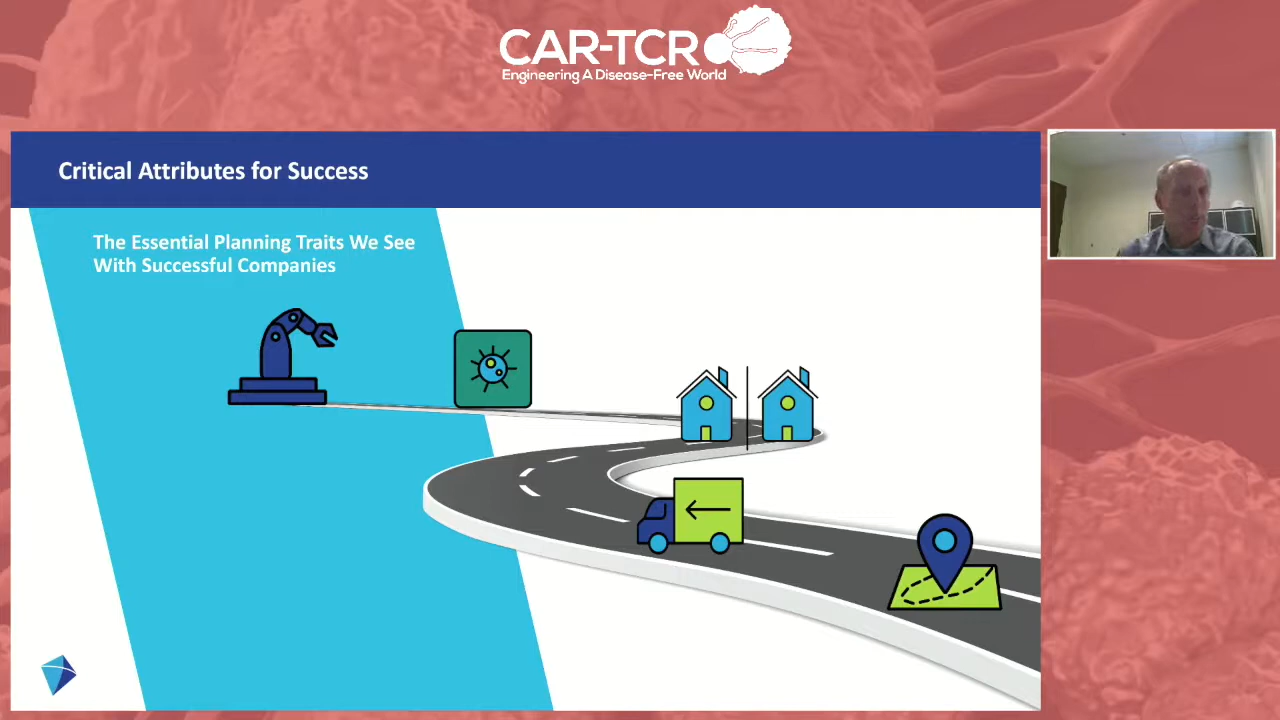 CAR-TCR
Engineering A Disease-Free World
Critical Attributes for Success
The Essential Planning Traits We See
With Successful Companies